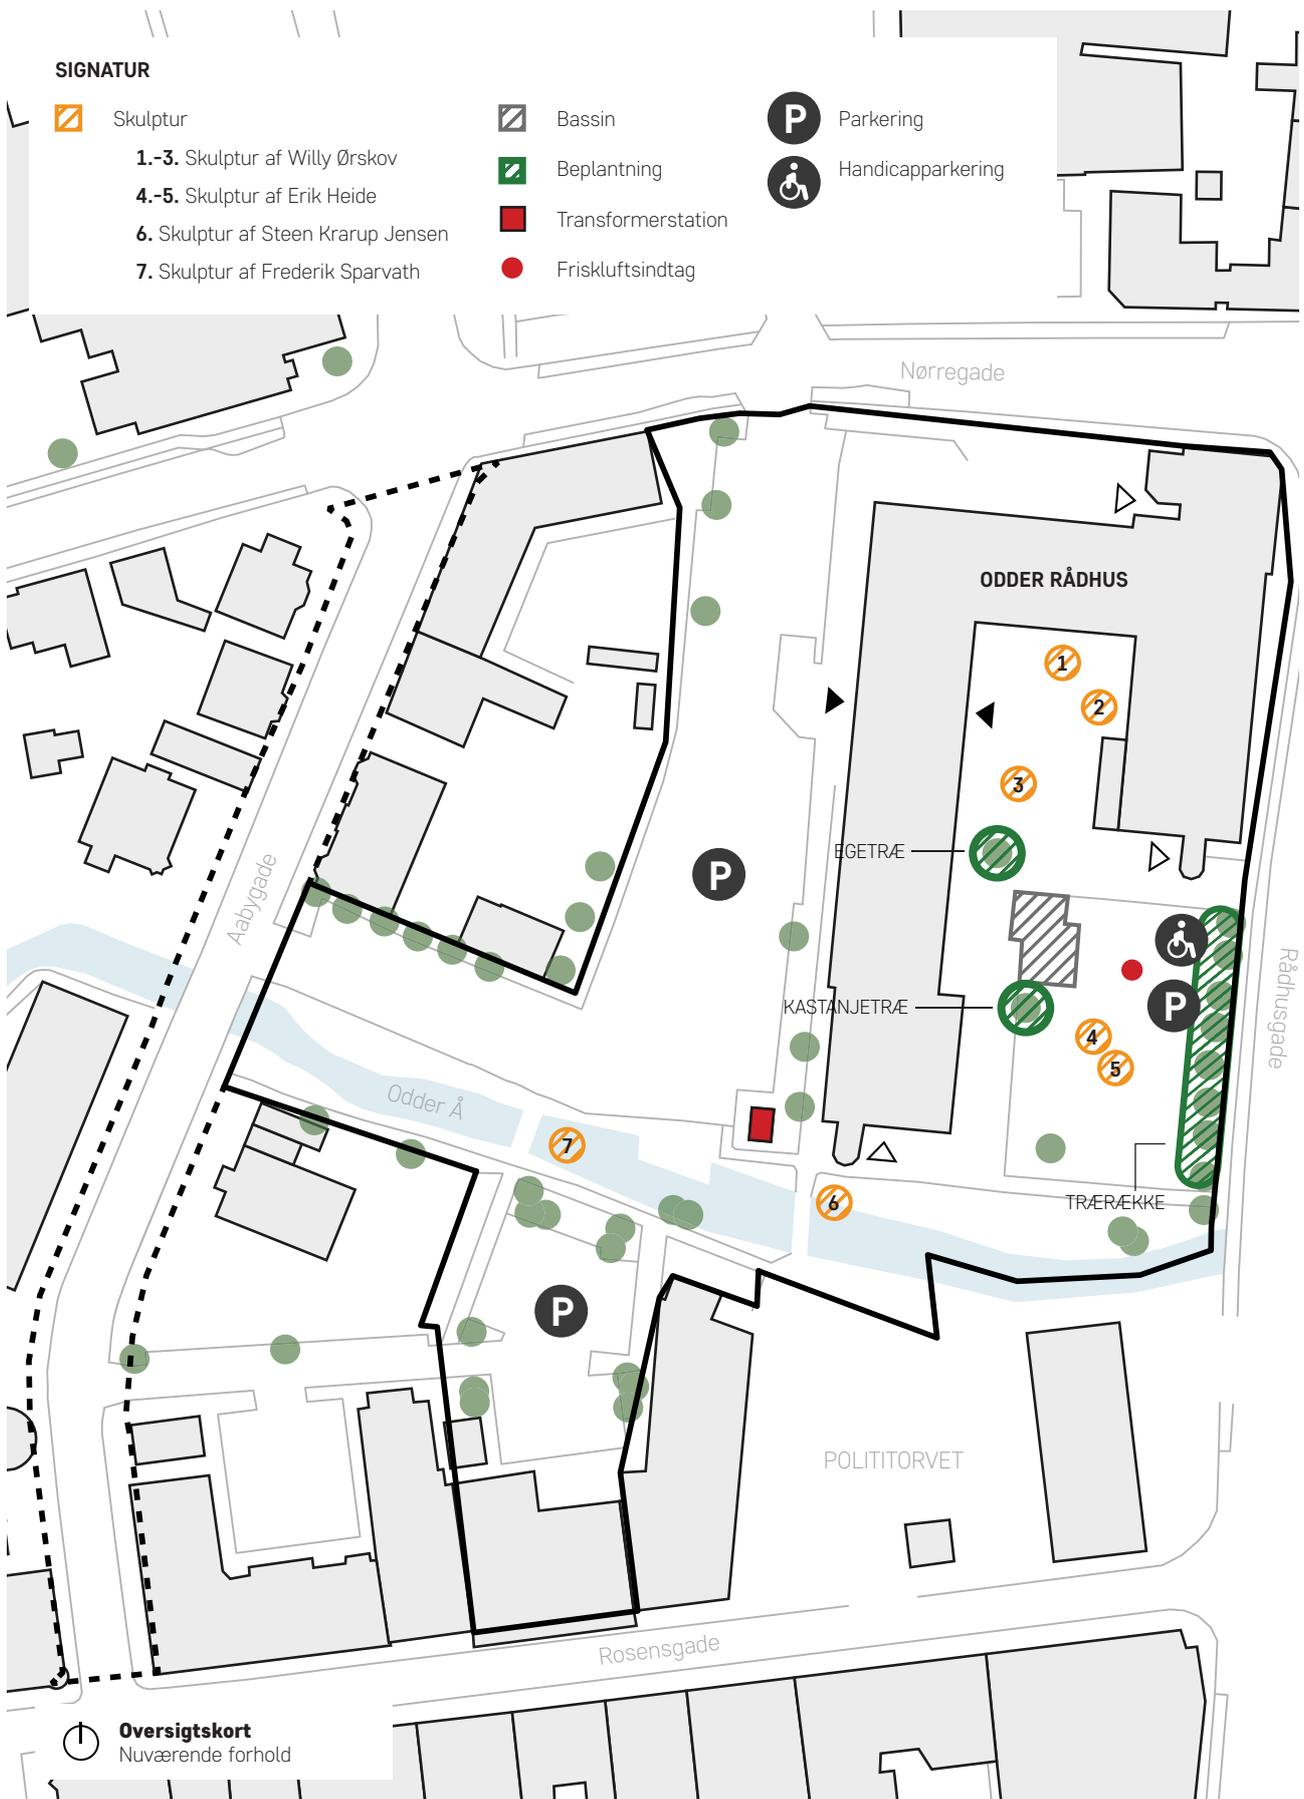 SIGNATUR
Skulptur
1.-3. Skulptur af Willy Ørskov
4.-5. Skulptur af Erik Heide
6. Skulptur af Steen Krarup Jensen
7. Skulptur af Frederik Sparvath
Bassin
Beplantning
Transformerstation
Friskluftsindtag
P Parkering
Handicapparkering
Nørregade
ODDER RÅDHUS
1
2
3
EGETRÆ
P
Aabygade
Rådhusgade
KASTANJETRÆ
P
4
5
Odder Å
7
6
TRÆRÆKKE
P
POLITITORVET
Rosensgade
Oversigtskort
Nuværende forhold